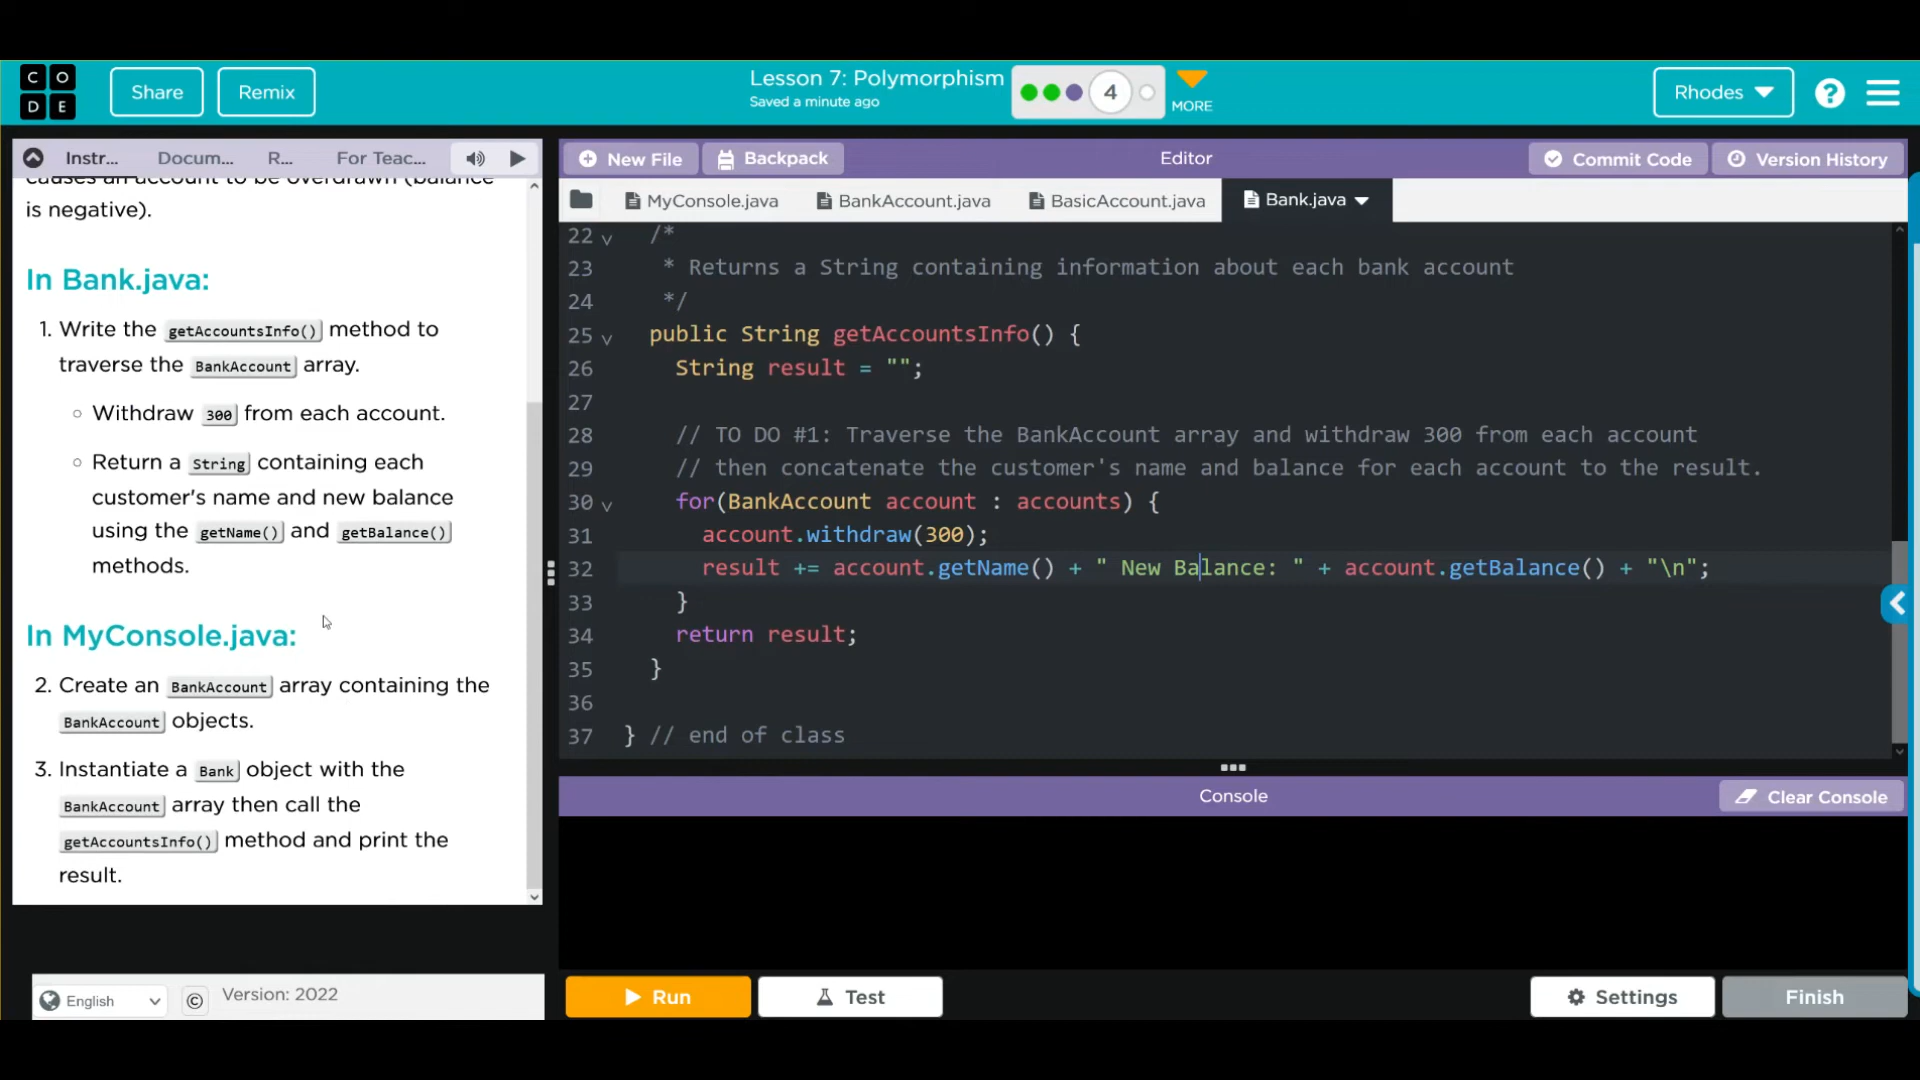 C O
D E
Share
Remix
Lesson 7: Polymorphism
Saved a minute ago
4
MORE
Rhodes
?
Instr...
Docum...
R...
For Teac...
causes an account to be overdrawn (balance
is negative).
In Bank.java:
1. Write the getAccountsInfo() method to
traverse the BankAccount array.
Withdraw 300 from each account.
Return a String containing each
customer's name and new balance
using the getName() and getBalance()
methods.
In MyConsole.java:
2. Create an BankAccount array containing the
BankAccount objects.
3. Instantiate a Bank object with the
BankAccount array then call the
getAccountsInfo() method and print the
result.
English
©
Version: 2022
New File
Backpack
Editor
Commit Code
Version History
MyConsole.java
BankAccount.java
BasicAccount.java
Bank.java
22 /*
23 * Returns a String containing information about each bank account
24 */
25 public String getAccountsInfo() {
26 String result = "";
27
28 // TO DO #1: Traverse the BankAccount array and withdraw 300 from each account
29 // then concatenate the customer's name and balance for each account to the result.
30 for(BankAccount account : accounts) {
31 account.withdraw(300);
32 result += account.getName() + " New Balance: " + account.getBalance() + "\n";
33 }
34 return result;
35 }
36
37 } // end of class
Console
Clear Console
Run
Test
Settings
Finish